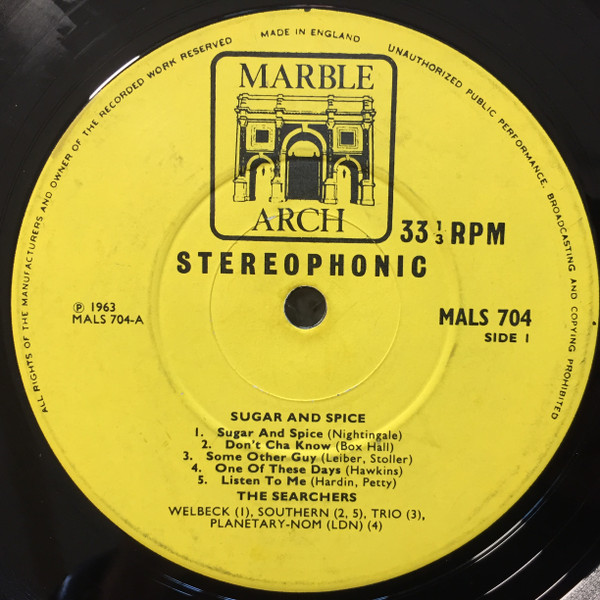 ALL RIGHTS OF THE MANUFACTURERS AND OWNER OF THE RECORDED WORK RESERVED
MADE IN ENGLAND
UNAUTHORIZED PUBLIC PERFORMANCE, BROADCASTING AND COPYING PROHIBITED
MARBLE
ARCH
33 1/3 RPM
STEREOPHONIC
℗ 1963
MALS 704-A
MALS 704
SIDE 1
SUGAR AND SPICE
1. Sugar And Spice (Nightingale)
2. Don't Cha Know (Box Hall)
3. Some Other Guy (Leiber, Stoller)
4. One Of These Days (Hawkins)
5. Listen To Me (Hardin, Petty)
THE SEARCHERS
WELBECK (1), SOUTHERN (2, 5), TRIO (3),
PLANETARY-NOM (LDN) (4)